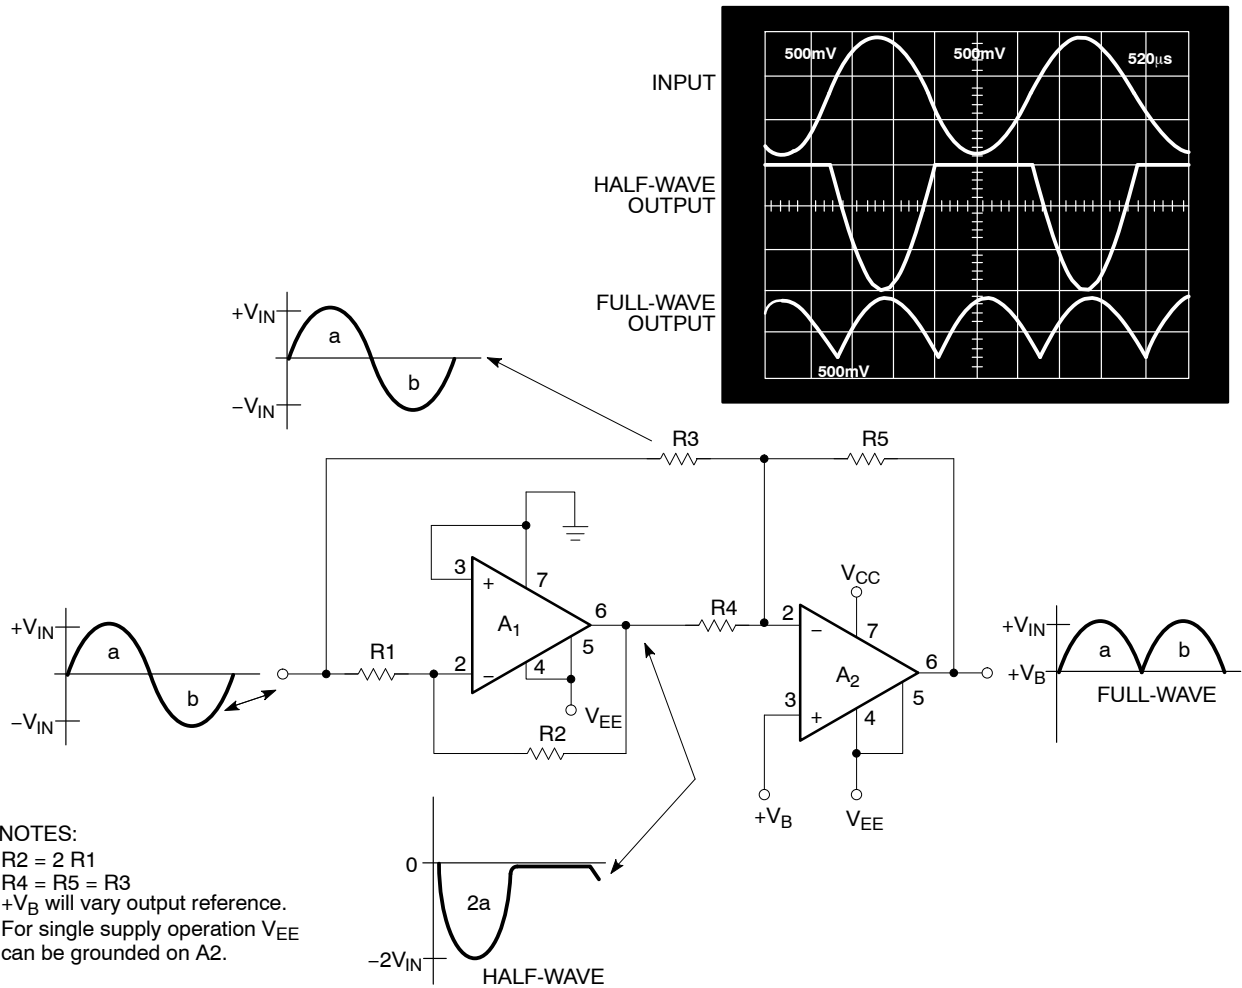 500mV 500mV 520µs
INPUT
HALF-WAVE
OUTPUT
FULL-WAVE
OUTPUT
500mV
+VIN
a
b
−VIN
R3 R5
3 + 7
A1
6
5
4
2 −
VEE
R1
R2
R4
VCC
2 − 7
A2
6
5
4
3 +
+VB
VEE
+VIN
a
b
−VIN
+VIN
a b
+VB
FULL-WAVE
0
2a
−2VIN
HALF-WAVE
NOTES:
R2 = 2 R1
R4 = R5 = R3
+VB will vary output reference.
For single supply operation VEE
can be grounded on A2.